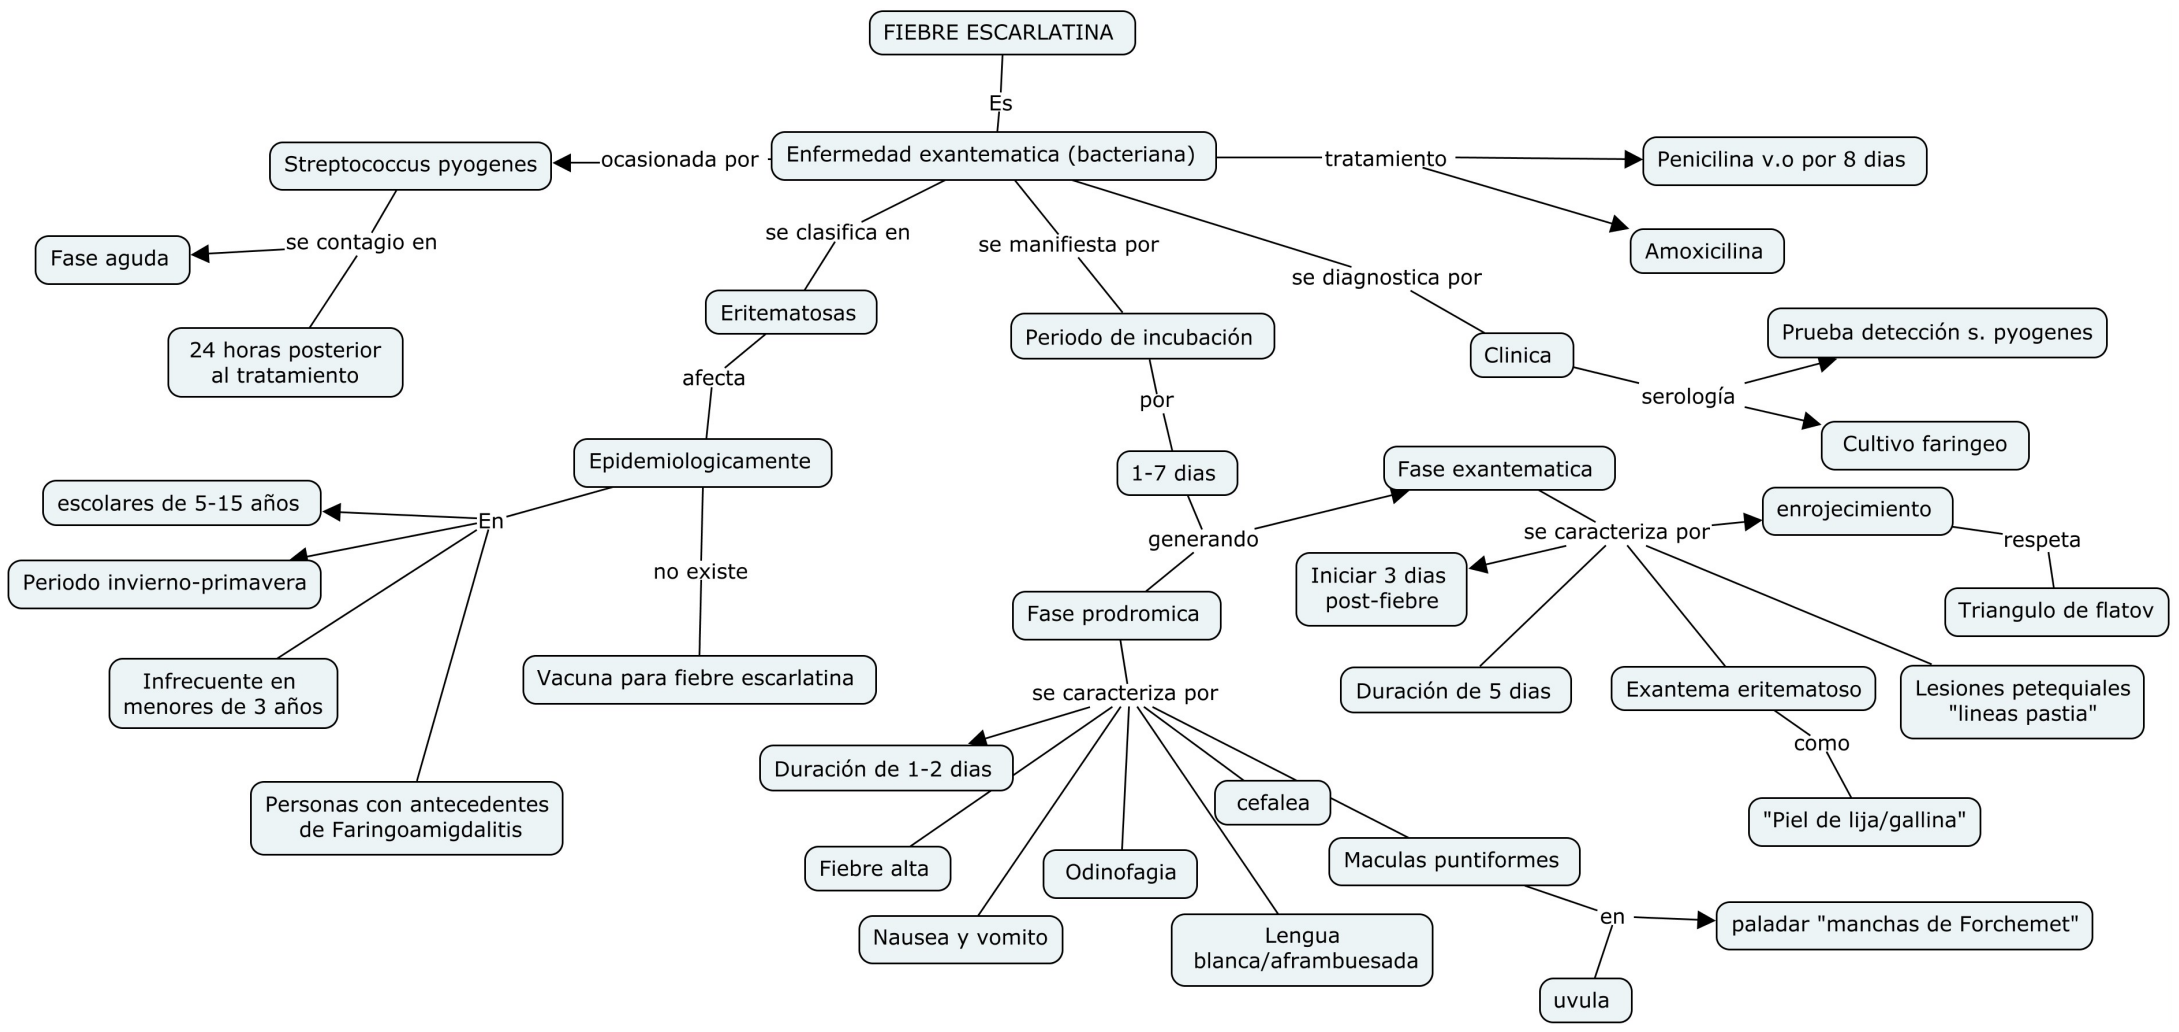 FIEBRE ESCARLATINA
Es
Enfermedad exantematica (bacteriana)
ocasionada por
Streptococcus pyogenes
se contagio en
Fase aguda
24 horas posterior
al tratamiento
tratamiento
Penicilina v.o por 8 dias
Amoxicilina
se clasifica en
Eritematosas
afecta
Epidemiologicamente
En
escolares de 5-15 años
Periodo invierno-primavera
Infrecuente en
menores de 3 años
Personas con antecedentes
de Faringoamigdalitis
no existe
Vacuna para fiebre escarlatina
se manifiesta por
Periodo de incubación
por
1-7 dias
generando
Fase prodromica
se caracteriza por
Duración de 1-2 dias
Fiebre alta
Nausea y vomito
Odinofagia
Lengua
blanca/aframbuesada
cefalea
Maculas puntiformes
en
uvula
paladar "manchas de Forchemet"
Fase exantematica
se caracteriza por
Iniciar 3 dias
post-fiebre
Duración de 5 dias
Exantema eritematoso
como
"Piel de lija/gallina"
Lesiones petequiales
"lineas pastia"
enrojecimiento
respeta
Triangulo de flatov
se diagnostica por
Clinica
serología
Prueba detección s. pyogenes
Cultivo faringeo